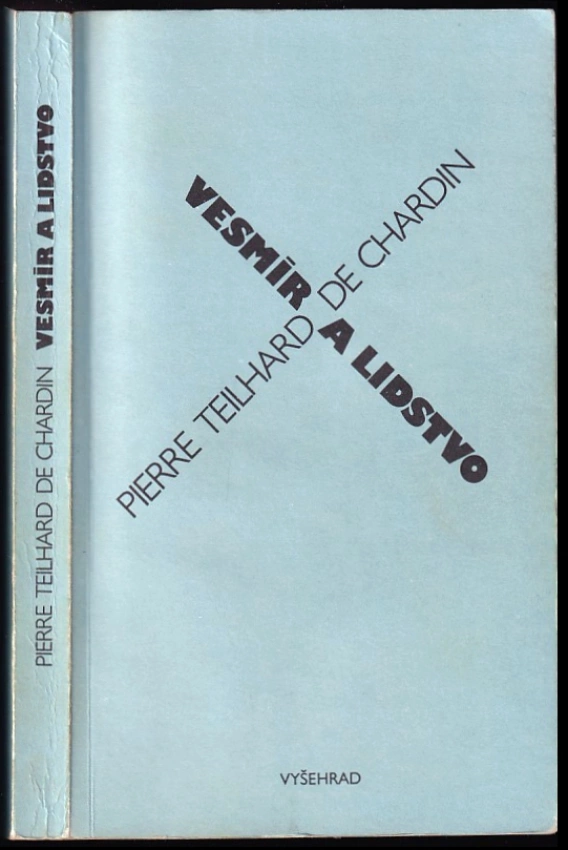 PIERRE TEILHARD DE CHARDIN VESMÍR A LIDSTVO
VESMÍR A LIDSTVO
PIERRE TEILHARD DE CHARDIN
VYŠEHRAD